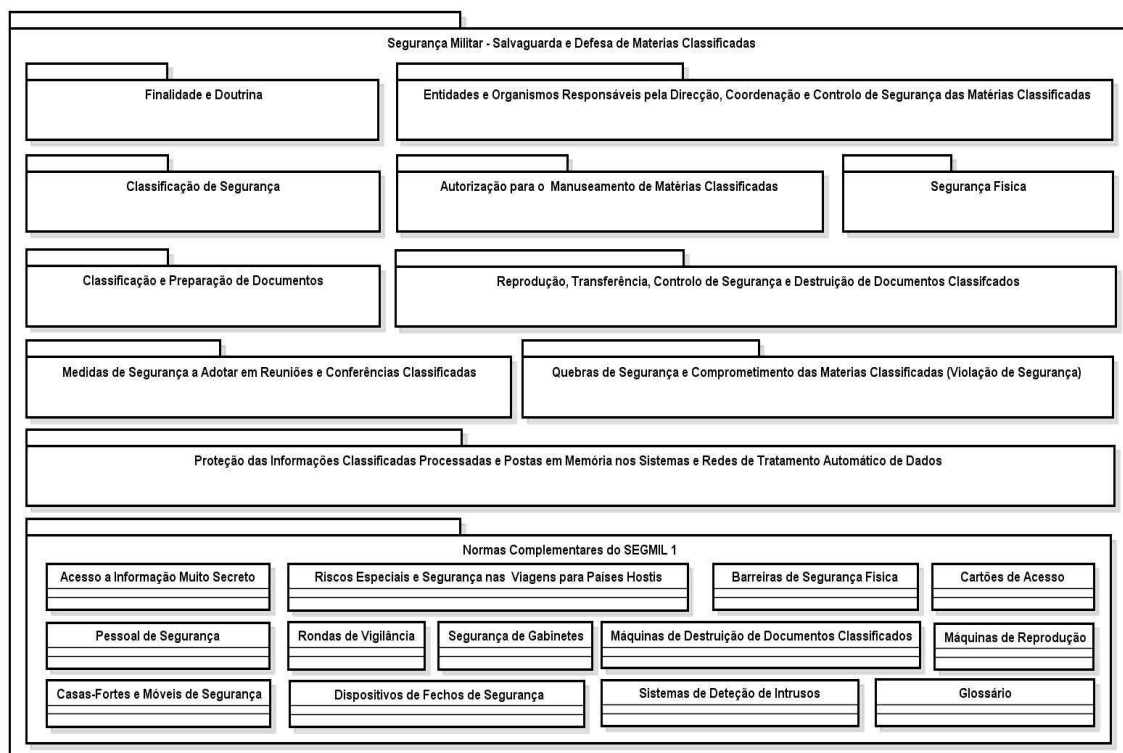 Segurança Militar - Salvaguarda e Defesa de Materias Classificadas
Finalidade e Doutrina
Entidades e Organismos Responsáveis pela Direcção, Coordenação e Controlo de Segurança das Matérias Classificadas
Classificação de Segurança
Autorização para o Manuseamento de Matérias Classificadas
Segurança Fisica
Classificação e Preparação de Documentos
Reprodução, Transferência, Controlo de Segurança e Destruição de Documentos Classifcados
Medidas de Segurança a Adotar em Reuniões e Conferências Classificadas
Quebras de Segurança e Comprometimento das Materias Classificadas (Violação de Segurança)
Proteção das Informações Classificadas Processadas e Postas em Memória nos Sistemas e Redes de Tratamento Automático de Dados
Normas Complementares do SEGMIL 1
Acesso a Informação Muito Secreto
Riscos Especiais e Segurança nas Viagens para Países Hostis
Barreiras de Segurança Fisica
Cartões de Acesso
Pessoal de Segurança
Rondas de Vigilância
Segurança de Gabinetes
Máquinas de Destruição de Documentos Classificados
Máquinas de Reprodução
Casas-Fortes e Móveis de Segurança
Dispositivos de Fechos de Segurança
Sistemas de Deteção de Intrusos
Glossário